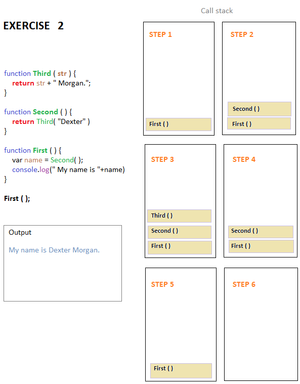 Call stack
EXERCISE 2
function Third ( str ) {
return str + " Morgan.";
}
function Second ( ) {
return Third( "Dexter" )
}
function First ( ) {
var name = Second( );
console.log(" My name is "+name)
}
First ( );
Output
My name is Dexter Morgan.
STEP 1
First ( )
STEP 2
Second ( )
First ( )
STEP 3
Third ( )
Second ( )
First ( )
STEP 4
Second ( )
First ( )
STEP 5
First ( )
STEP 6